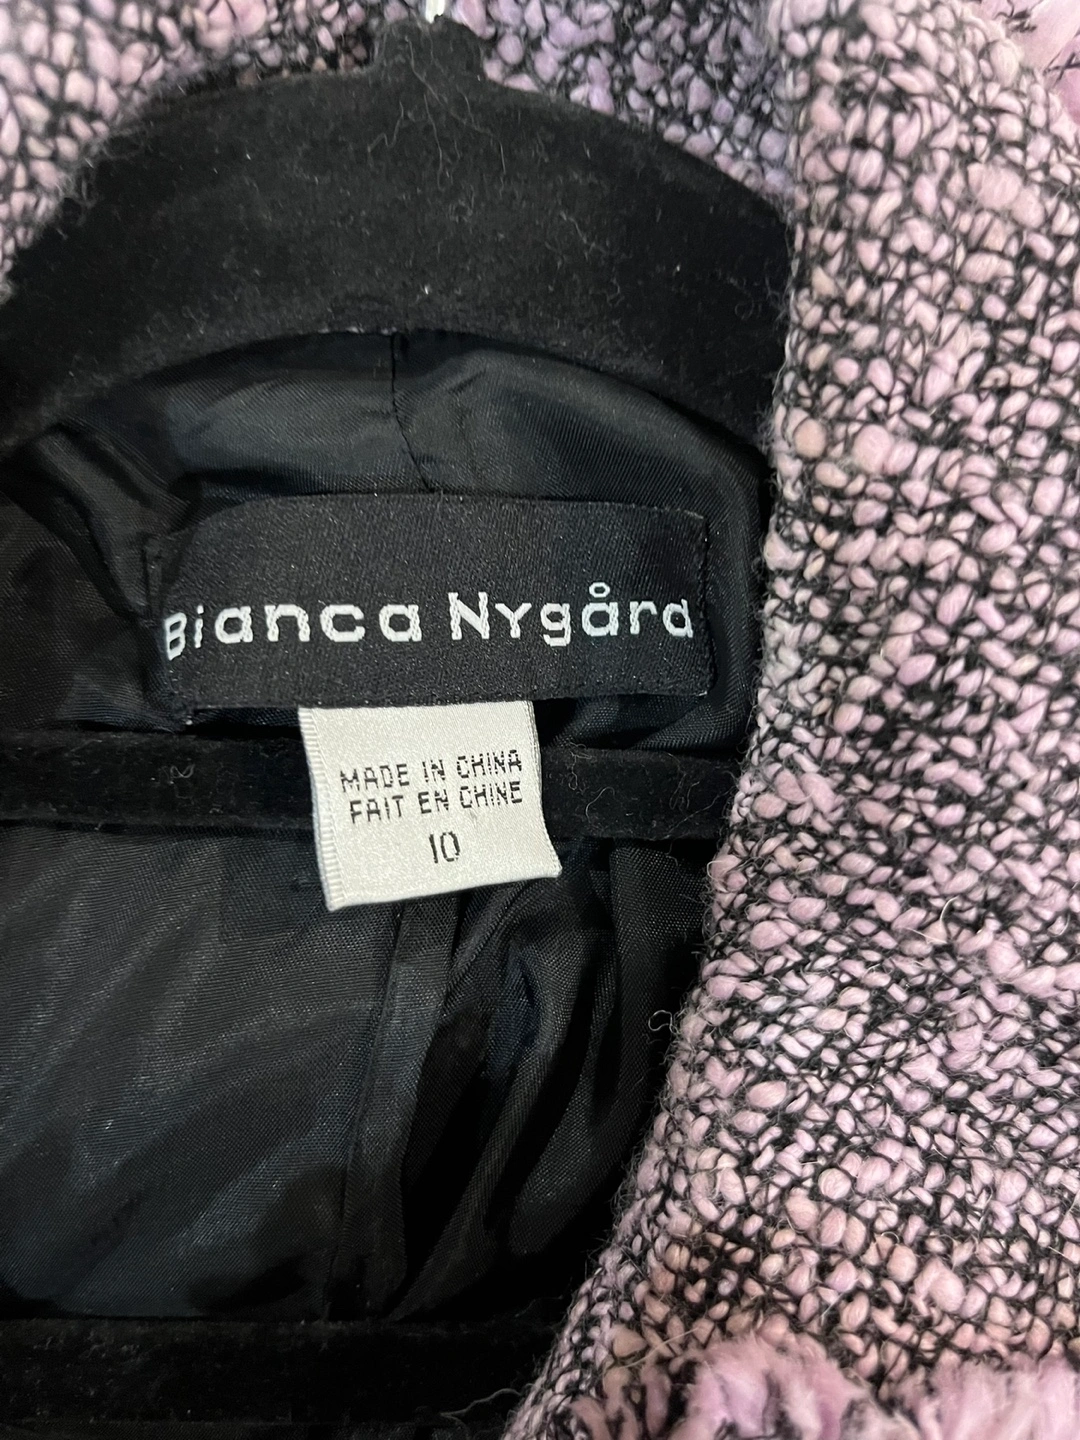 Bianca Nygård
MADE IN CHINA
FAIT EN CHINE
10